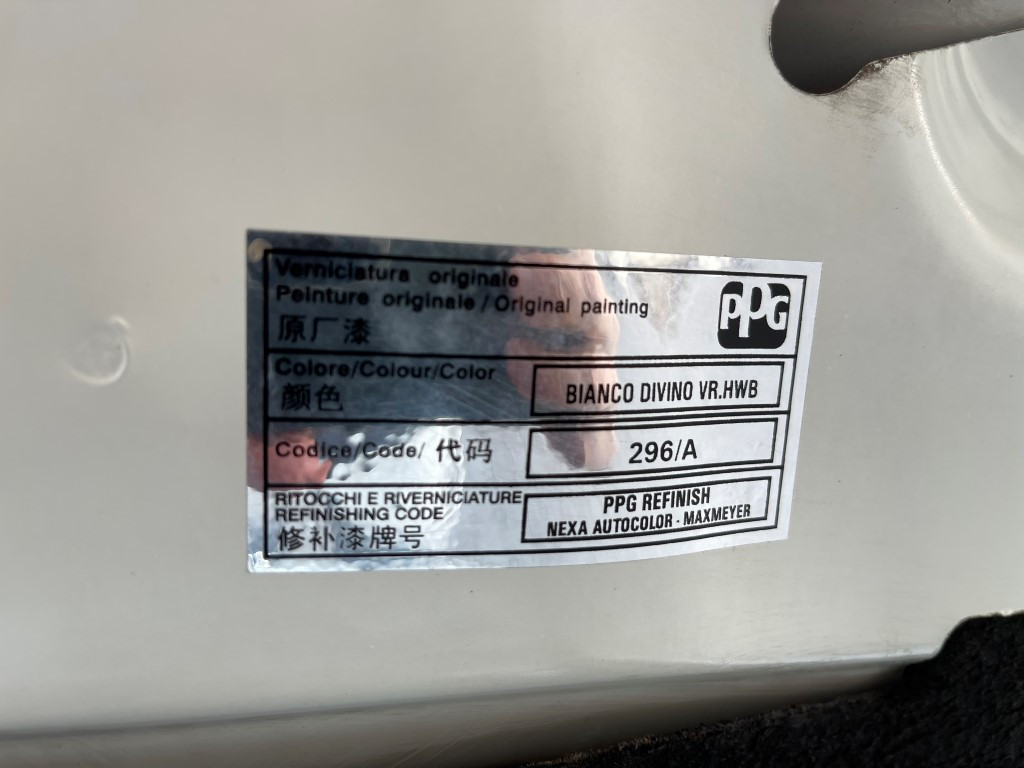 Verniciatura originale
Peinture originale / Original painting
原厂漆
PPG
Colore/Colour/Color
颜色
BIANCO DIVINO VR.HWB
Codice/Code/ 代码
296/A
RITOCCHI E RIVERNICIATURE
REFINISHING CODE
修补漆牌号
PPG REFINISH
NEXA AUTOCOLOR - MAXMEYER